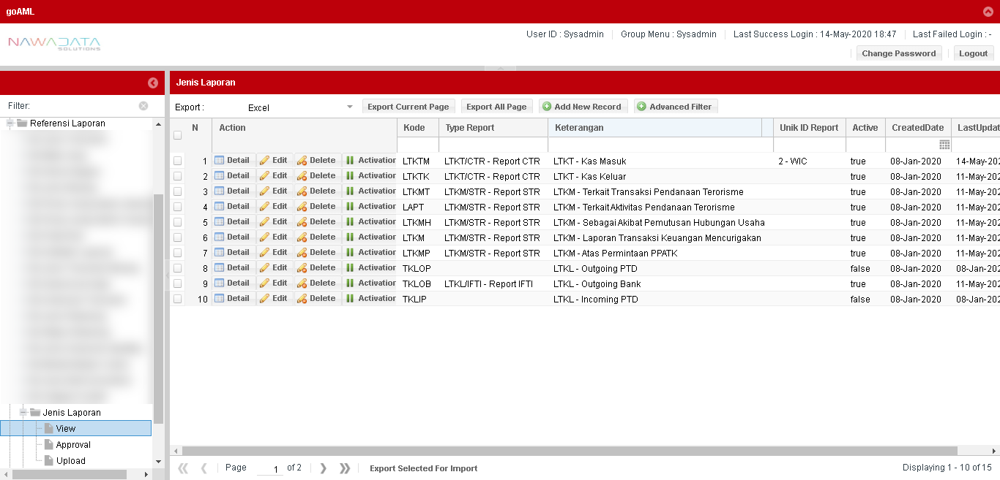 goAML
NAWADATA
SOLUTIONS
User ID : Sysadmin Group Menu : Sysadmin Last Success Login : 14-May-2020 18:47 Last Failed Login : -
Change Password Logout
Jenis Laporan
Filter:
Export : Excel Export Current Page Export All Page Add New Record Advanced Filter
Referensi Laporan
Jenis Laporan
View
Approval
Upload
N Action Kode Type Report Keterangan Unik ID Report Active CreatedDate LastUpdat
1 Detail Edit Delete Activation LTKTM LTKT/CTR - Report CTR LTKT - Kas Masuk 2 - WIC true 08-Jan-2020 14-May-202
2 Detail Edit Delete Activation LTKTK LTKT/CTR - Report CTR LTKT - Kas Keluar true 08-Jan-2020 11-May-202
3 Detail Edit Delete Activation LTKMT LTKM/STR - Report STR LTKM - Terkait Transaksi Pendanaan Terorisme true 08-Jan-2020 11-May-202
4 Detail Edit Delete Activation LAPT LTKM/STR - Report STR LTKM - Terkait Aktivitas Pendanaan Terorisme true 08-Jan-2020 11-May-202
5 Detail Edit Delete Activation LTKMH LTKM/STR - Report STR LTKM - Sebagai Akibat Pemutusan Hubungan Usaha true 08-Jan-2020 11-May-202
6 Detail Edit Delete Activation LTKM LTKM/STR - Report STR LTKM - Laporan Transaksi Keuangan Mencurigakan true 08-Jan-2020 11-May-202
7 Detail Edit Delete Activation LTKMP LTKM/STR - Report STR LTKM - Atas Permintaan PPATK true 08-Jan-2020 11-May-202
8 Detail Edit Delete Activation TKLOP LTKL - Outgoing PTD false 08-Jan-2020 08-Jan-202
9 Detail Edit Delete Activation TKLOB LTKL/IFTI - Report IFTI LTKL - Outgoing Bank true 08-Jan-2020 11-May-202
10 Detail Edit Delete Activation TKLIP LTKL - Incoming PTD false 08-Jan-2020 08-Jan-202
Page 1 of 2 Export Selected For Import Displaying 1 - 10 of 15